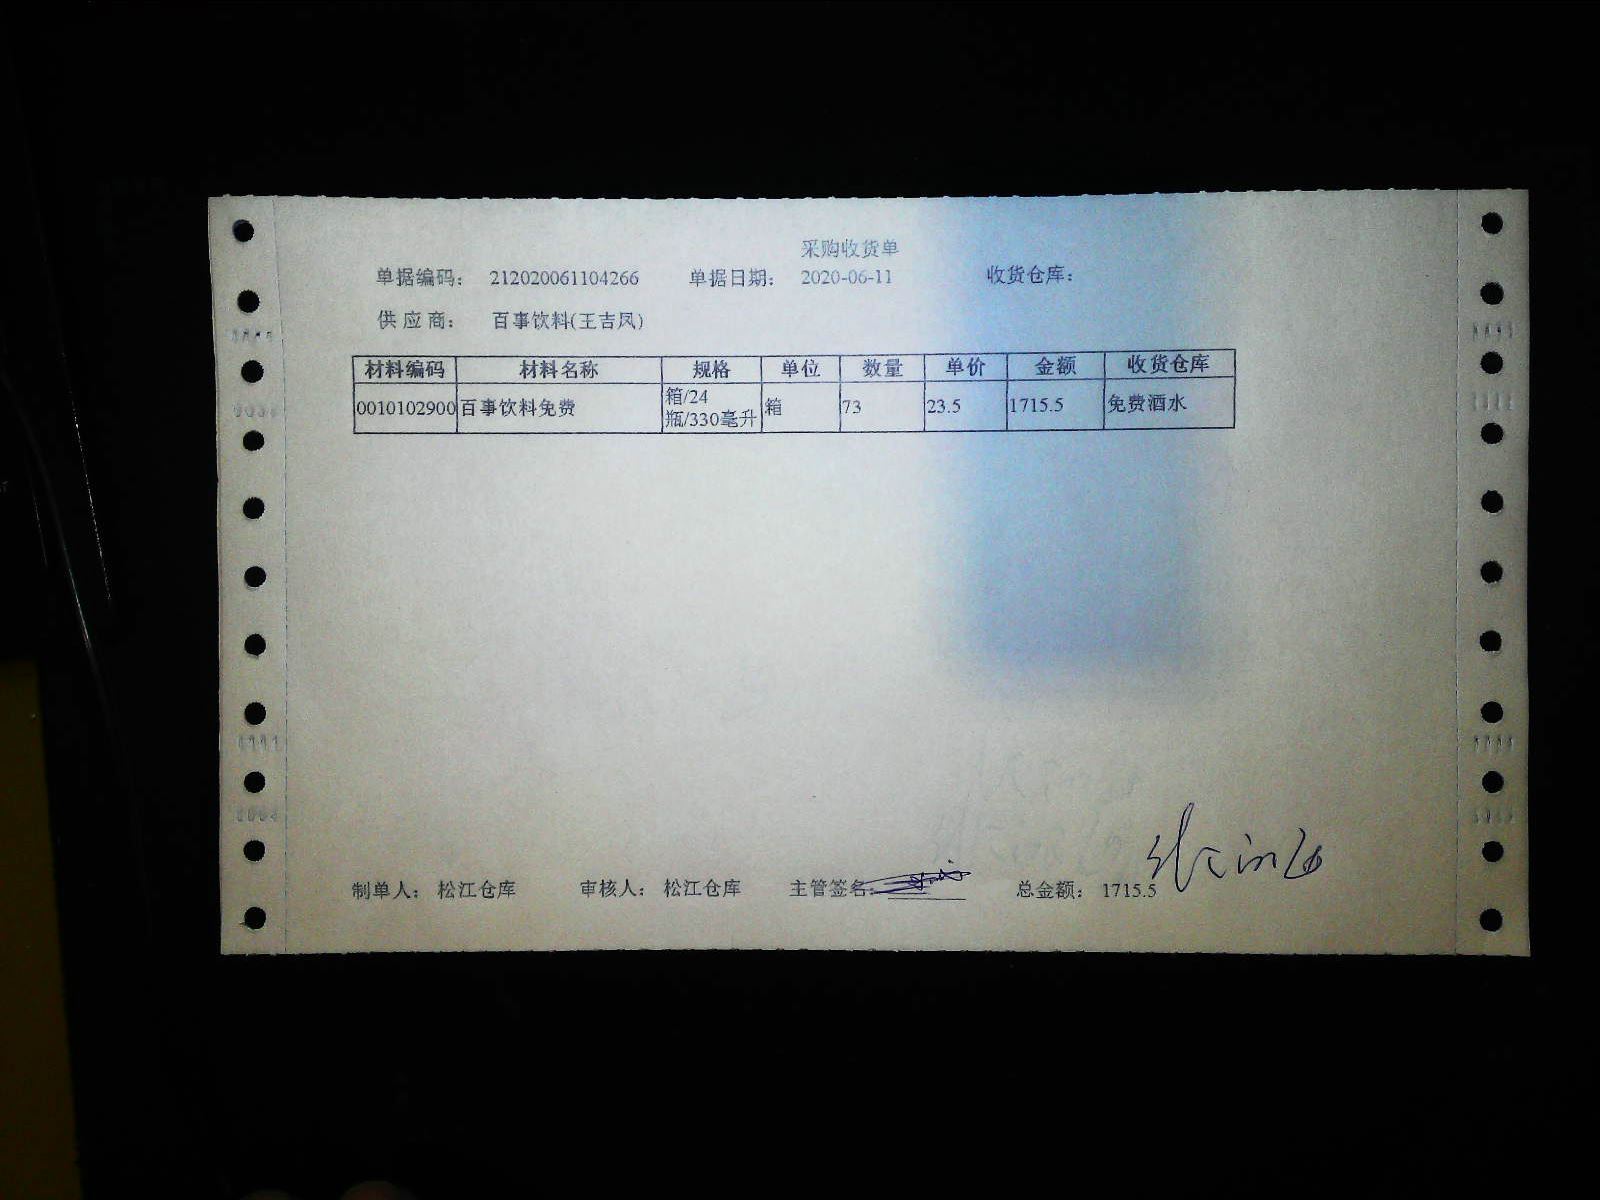 采购收货单
单据编码： 212020061104266 单据日期： 2020-06-11 收货仓库：
供应商： 百事饮料(王吉凤)
材料编码 材料名称 规格 单位 数量 单价 金额 收货仓库
0010102900 百事饮料免费 箱/24瓶/330毫升 箱 73 23.5 1715.5 免费酒水
制单人： 松江仓库 审核人： 松江仓库 主管签名： 总金额： 1715.5